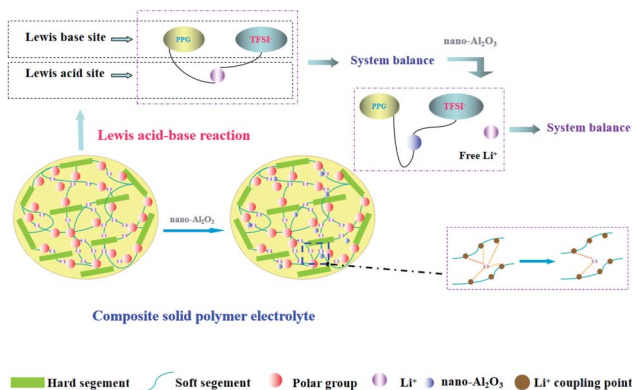 Lewis base site
PPG
TFSI-
Lewis acid site
System balance
nano-Al₂O₃
PPG
TFSI-
Free Li⁺
System balance
Lewis acid-base reaction
nano-Al₂O₃
Composite solid polymer electrolyte
Hard segement
Soft segement
Polar group
Li⁺
nano-Al₂O₃
Li⁺ coupling point